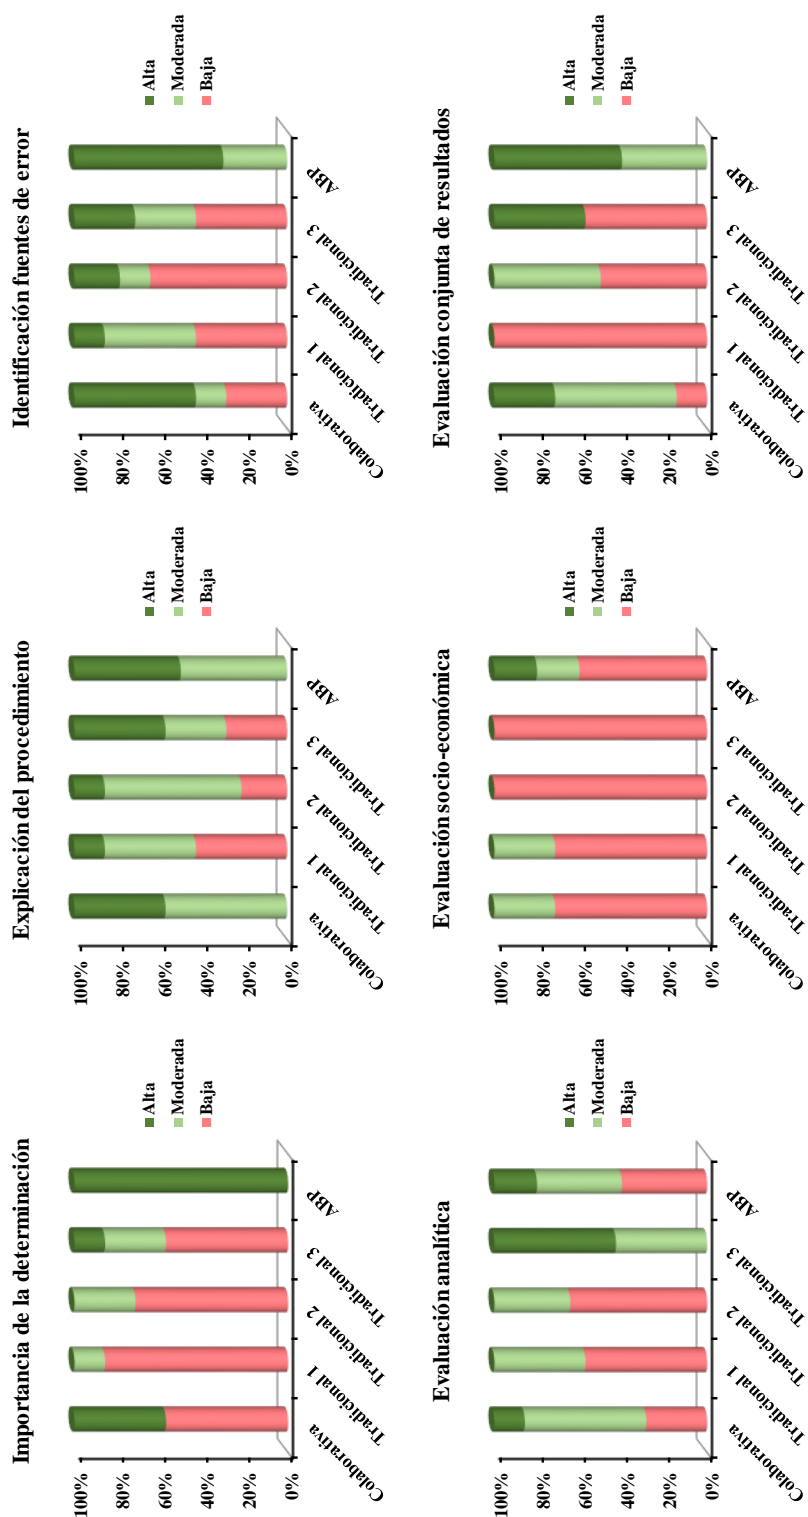 Importancia de la determinación
100%
80%
60%
40%
20%
0%
Colaborativa
Tradicional 1
Tradicional 2
Tradicional 3
ABP
Alta
Moderada
Baja
Explicación del procedimiento
100%
80%
60%
40%
20%
0%
Colaborativa
Tradicional 1
Tradicional 2
Tradicional 3
ABP
Alta
Moderada
Baja
Identificación fuentes de error
100%
80%
60%
40%
20%
0%
Colaborativa
Tradicional 1
Tradicional 2
Tradicional 3
ABP
Alta
Moderada
Baja
Evaluación analítica
100%
80%
60%
40%
20%
0%
Colaborativa
Tradicional 1
Tradicional 2
Tradicional 3
ABP
Alta
Moderada
Baja
Evaluación socio-económica
100%
80%
60%
40%
20%
0%
Colaborativa
Tradicional 1
Tradicional 2
Tradicional 3
ABP
Alta
Moderada
Baja
Evaluación conjunta de resultados
100%
80%
60%
40%
20%
0%
Colaborativa
Tradicional 1
Tradicional 2
Tradicional 3
ABP
Alta
Moderada
Baja